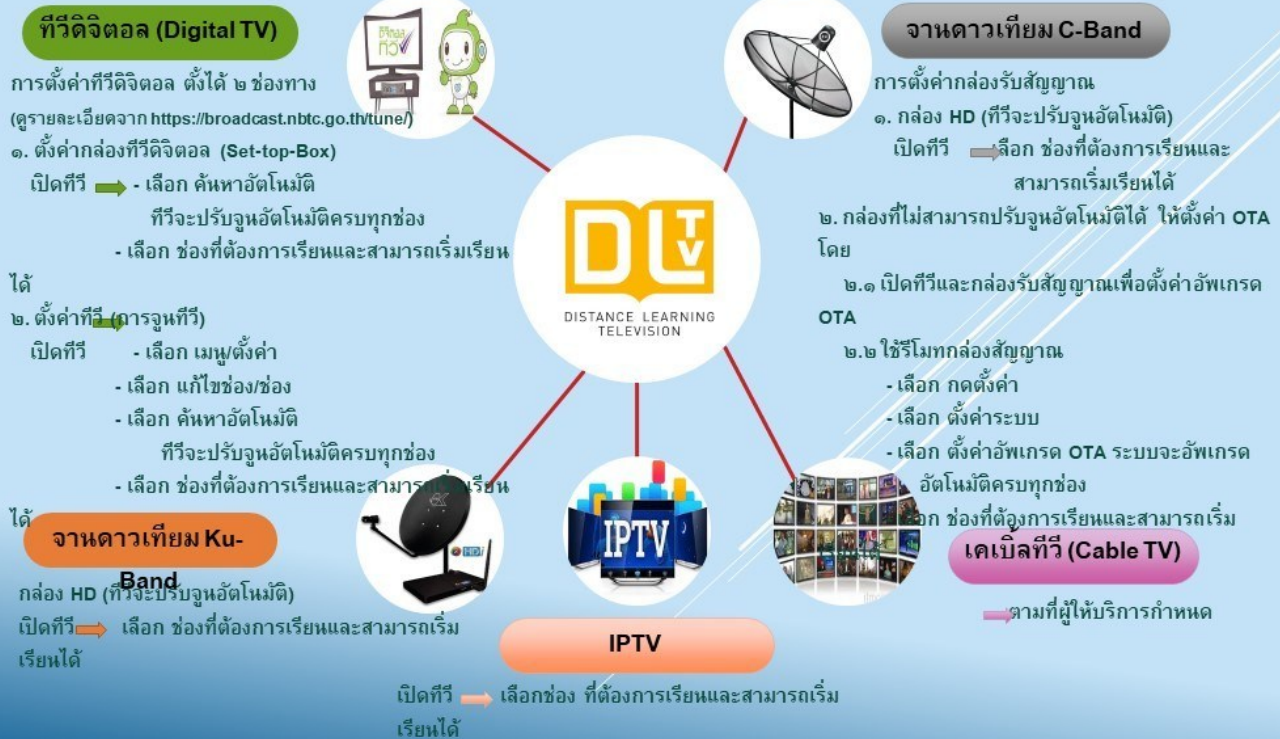 ทีวีดิจิตอล (Digital TV)
การตั้งค่าทีวีดิจิตอล ตั้งได้ ๒ ช่องทาง
(ดูรายละเอียดจาก https://broadcast.nbtc.go.th/tune/)
๑. ตั้งค่ากล่องทีวีดิจิตอล (Set-top-Box)
เปิดทีวี - เลือก ค้นหาอัตโนมัติ
ทีวีจะปรับจูนอัตโนมัติครบทุกช่อง
- เลือก ช่องที่ต้องการเรียนและสามารถเริ่มเรียน
ได้
๒. ตั้งค่าทีวี (การจูนทีวี)
เปิดทีวี - เลือก เมนู/ตั้งค่า
- เลือก แก้ไขช่อง/ช่อง
- เลือก ค้นหาอัตโนมัติ
ทีวีจะปรับจูนอัตโนมัติครบทุกช่อง
- เลือก ช่องที่ต้องการเรียนและสามารถเริ่มเรียน
ได้
จานดาวเทียม Ku-
Band
กล่อง HD (ทีวีจะปรับจูนอัตโนมัติ)
เปิดทีวี เลือก ช่องที่ต้องการเรียนและสามารถเริ่ม
เรียนได้
ดิจิตอล
ทีวี
DLTV
DISTANCE LEARNING
TELEVISION
HD
IPTV
IPTV
เปิดทีวี เลือกช่อง ที่ต้องการเรียนและสามารถเริ่ม
เรียนได้
จานดาวเทียม C-Band
การตั้งค่ากล่องรับสัญญาณ
๑. กล่อง HD (ทีวีจะปรับจูนอัตโนมัติ)
เปิดทีวี เลือก ช่องที่ต้องการเรียนและ
สามารถเริ่มเรียนได้
๒. กล่องที่ไม่สามารถปรับจูนอัตโนมัติได้ ให้ตั้งค่า OTA
โดย
๒.๑ เปิดทีวีและกล่องรับสัญญาณเพื่อตั้งค่าอัพเกรด
OTA
๒.๒ ใช้รีโมทกล่องสัญญาณ
- เลือก กดตั้งค่า
- เลือก ตั้งค่าระบบ
- เลือก ตั้งค่าอัพเกรด OTA ระบบจะอัพเกรด
อัตโนมัติครบทุกช่อง
ช่องที่ต้องการเรียนและสามารถเริ่ม
เคเบิ้ลทีวี (Cable TV)
ตามที่ผู้ให้บริการกำหนด